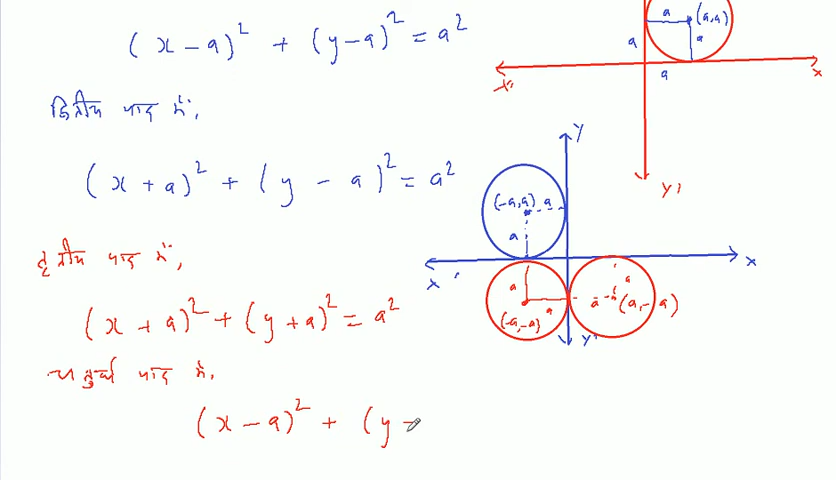 (x - a)² + (y - a)² = a²
द्वितीय पाद में,
(x + a)² + (y - a)² = a²
तृतीय पाद में,
(x + a)² + (y + a)² = a²
चतुर्थ पाद में,
(x - a)² + (y -
a
(a,a)
a
a
a
x'
x
y'
y
(-a,a) a
a
x'
x
a
a
(-a,-a)
a
a
(a,-a)
y'